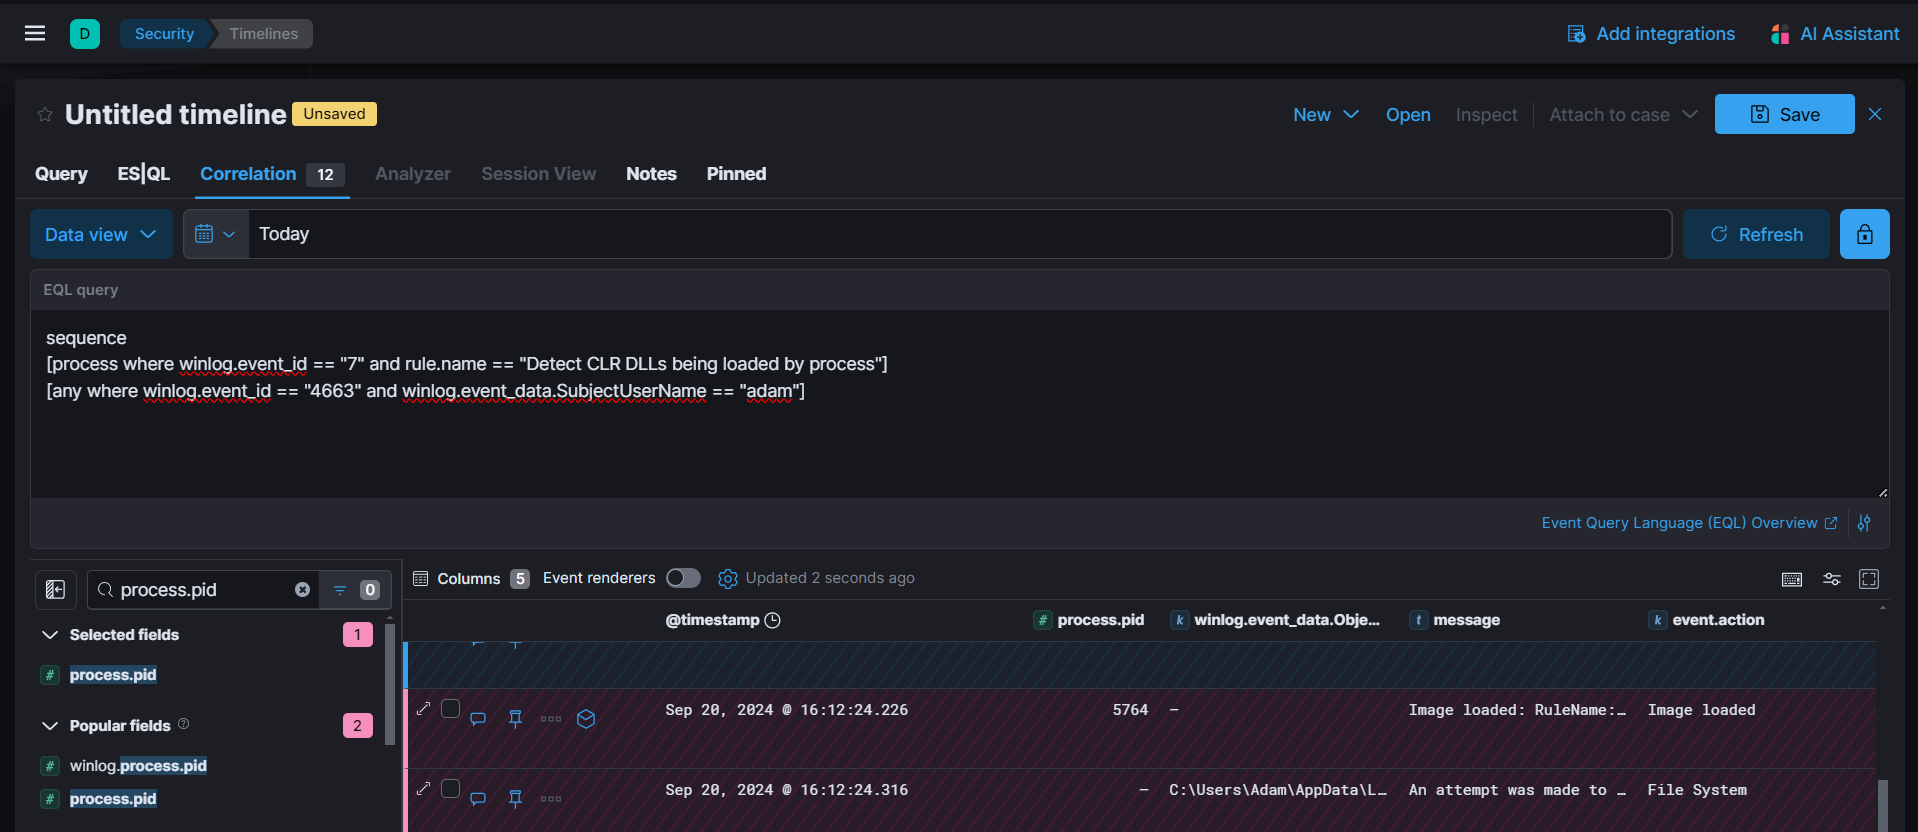 D Security Timelines Add integrations AI Assistant
Untitled timeline Unsaved New Open Inspect Attach to case Save
Query ES|QL Correlation 12 Analyzer Session View Notes Pinned
Data view Today Refresh
EQL query
sequence
[process where winlog.event_id == "7" and rule.name == "Detect CLR DLLs being loaded by process"]
[any where winlog.event_id == "4663" and winlog.event_data.SubjectUserName == "adam"]
Event Query Language (EQL) Overview
process.pid 0 Columns 5 Event renderers Updated 2 seconds ago
@timestamp # process.pid k winlog.event_data.Obje... t message k event.action
Selected fields 1
# process.pid
Sep 20, 2024 @ 16:12:24.226 5764 — Image loaded: RuleName:… Image loaded
Popular fields 2
# winlog.process.pid
Sep 20, 2024 @ 16:12:24.316 — C:\Users\Adam\AppData\L… An attempt was made to … File System
# process.pid